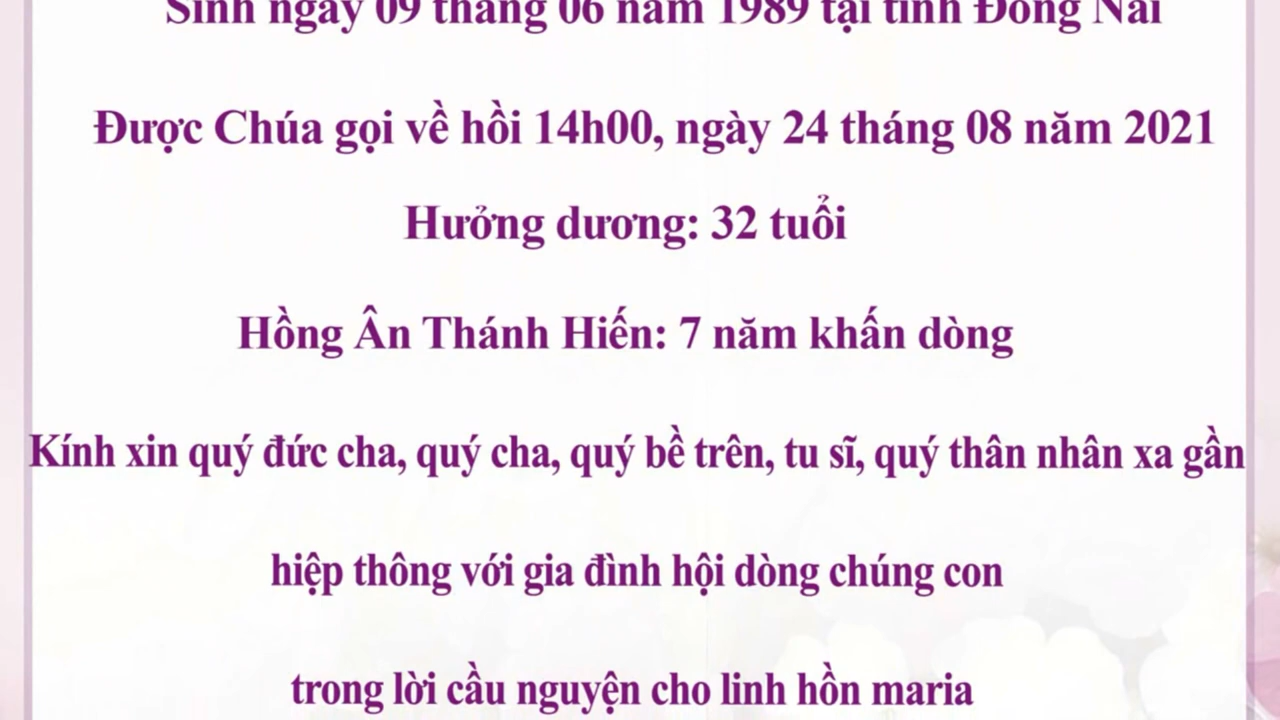 Sinh ngày 09 tháng 06 năm 1989 tại tỉnh Đồng Nai
Được Chúa gọi về hồi 14h00, ngày 24 tháng 08 năm 2021
Hưởng dương: 32 tuổi
Hồng Ân Thánh Hiến: 7 năm khấn dòng
Kính xin quý đức cha, quý cha, quý bề trên, tu sĩ, quý thân nhân xa gần
hiệp thông với gia đình hội dòng chúng con
trong lời cầu nguyện cho linh hồn maria